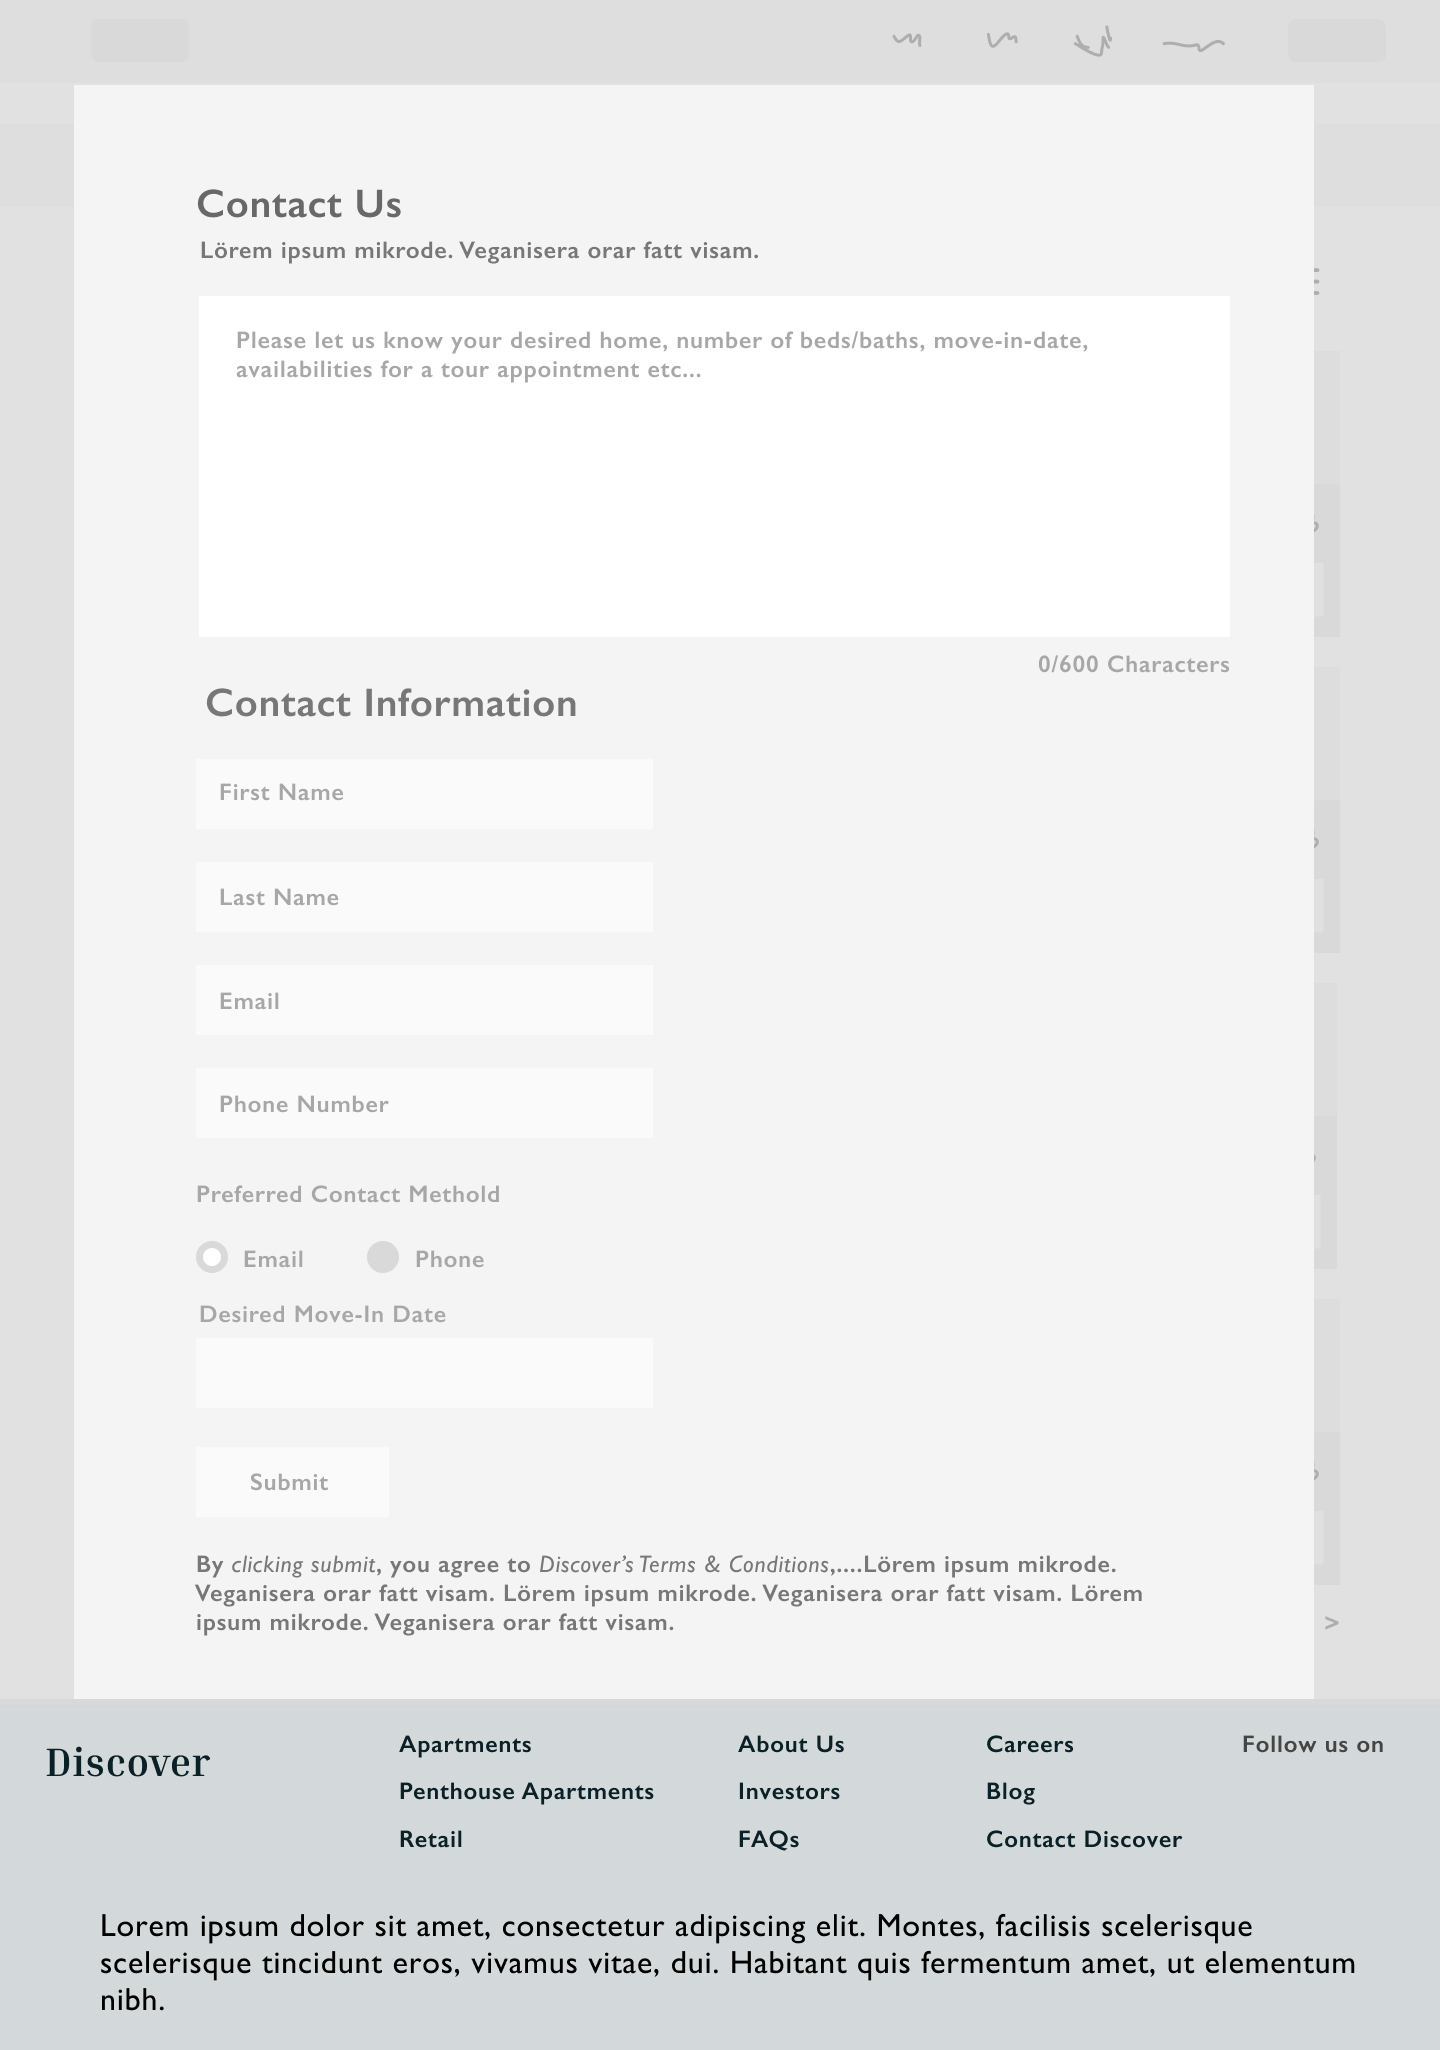 Contact Us
Lörem ipsum mikrode. Veganisera orar fatt visam.
Please let us know your desired home, number of beds/baths, move-in-date,
availabilities for a tour appointment etc...
0/600 Characters
Contact Information
First Name
Last Name
Email
Phone Number
Preferred Contact Methold
Email Phone
Desired Move-In Date
Submit
By clicking submit, you agree to Discover’s Terms & Conditions,....Lörem ipsum mikrode.
Veganisera orar fatt visam. Lörem ipsum mikrode. Veganisera orar fatt visam. Lörem
ipsum mikrode. Veganisera orar fatt visam.
>
Discover
Apartments About Us Careers Follow us on
Penthouse Apartments Investors Blog
Retail FAQs Contact Discover
Lorem ipsum dolor sit amet, consectetur adipiscing elit. Montes, facilisis scelerisque
scelerisque tincidunt eros, vivamus vitae, dui. Habitant quis fermentum amet, ut elementum
nibh.